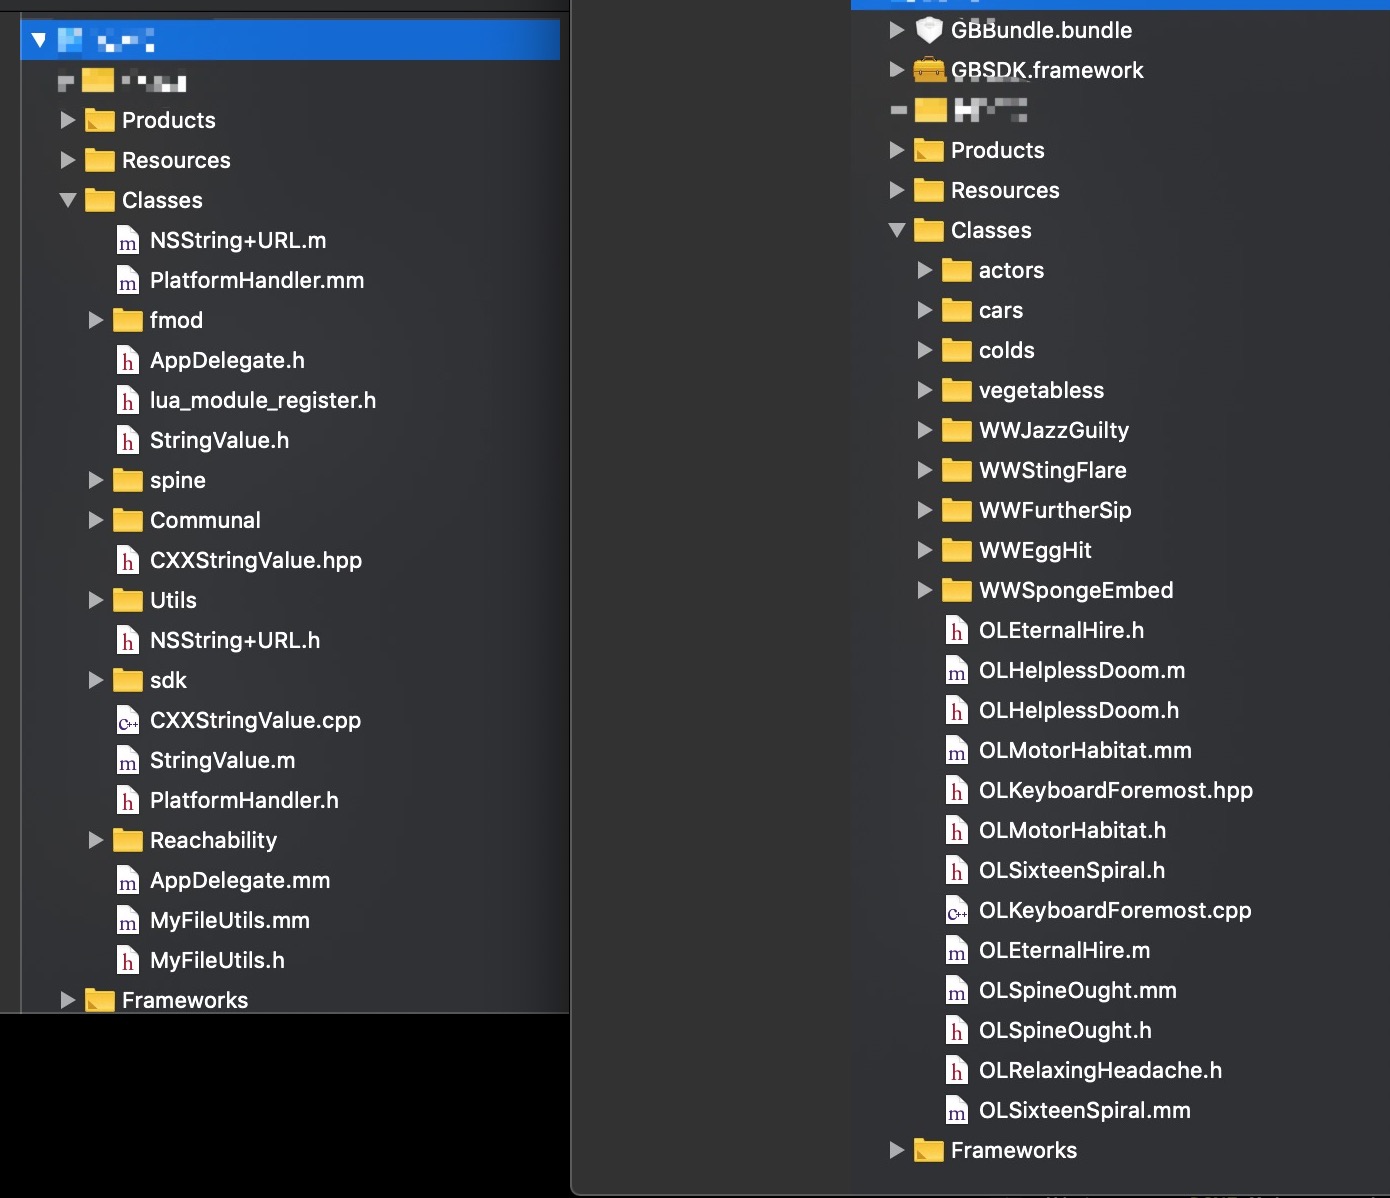 Products
Resources
Classes
NSString+URL.m
PlatformHandler.mm
fmod
AppDelegate.h
lua_module_register.h
StringValue.h
spine
Communal
CXXStringValue.hpp
Utils
NSString+URL.h
sdk
CXXStringValue.cpp
StringValue.m
PlatformHandler.h
Reachability
AppDelegate.mm
MyFileUtils.mm
MyFileUtils.h
Frameworks
GBBundle.bundle
GBSDK.framework
Products
Resources
Classes
actors
cars
colds
vegetabless
WWJazzGuilty
WWStingFlare
WWFurtherSip
WWEggHit
WWSpongeEmbed
OLEternalHire.h
OLHelplessDoom.m
OLHelplessDoom.h
OLMotorHabitat.mm
OLKeyboardForemost.hpp
OLMotorHabitat.h
OLSixteenSpiral.h
OLKeyboardForemost.cpp
OLEternalHire.m
OLSpineOught.mm
OLSpineOught.h
OLRelaxingHeadache.h
OLSixteenSpiral.mm
Frameworks